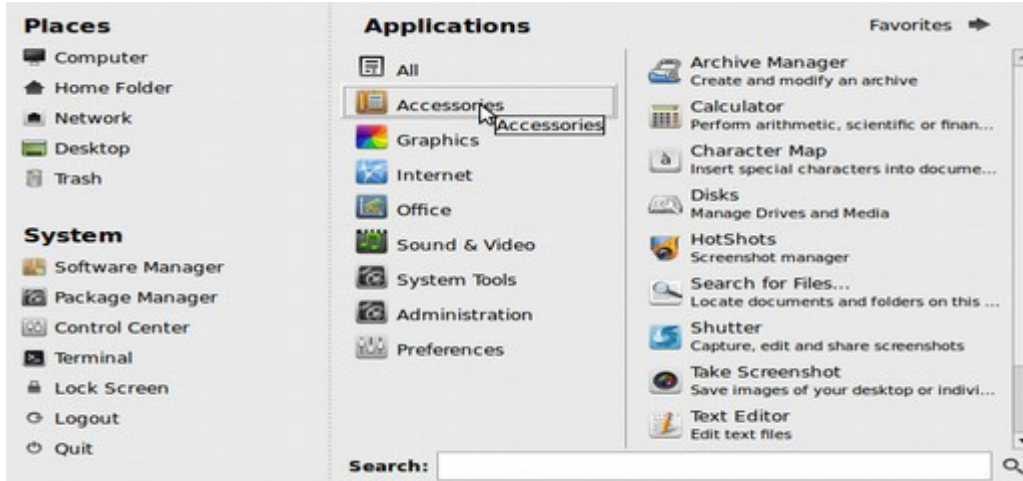 Places
Computer
Home Folder
Network
Desktop
Trash
System
Software Manager
Package Manager
Control Center
Terminal
Lock Screen
Logout
Quit
Applications
All
Accessories
Accessories
Graphics
Internet
Office
Sound & Video
System Tools
Administration
Preferences
Favorites
Archive Manager
Create and modify an archive
Calculator
Perform arithmetic, scientific or finan...
Character Map
Insert special characters into docume...
Disks
Manage Drives and Media
HotShots
Screenshot manager
Search for Files...
Locate documents and folders on this ...
Shutter
Capture, edit and share screenshots
Take Screenshot
Save images of your desktop or indivi...
Text Editor
Edit text files
Search: